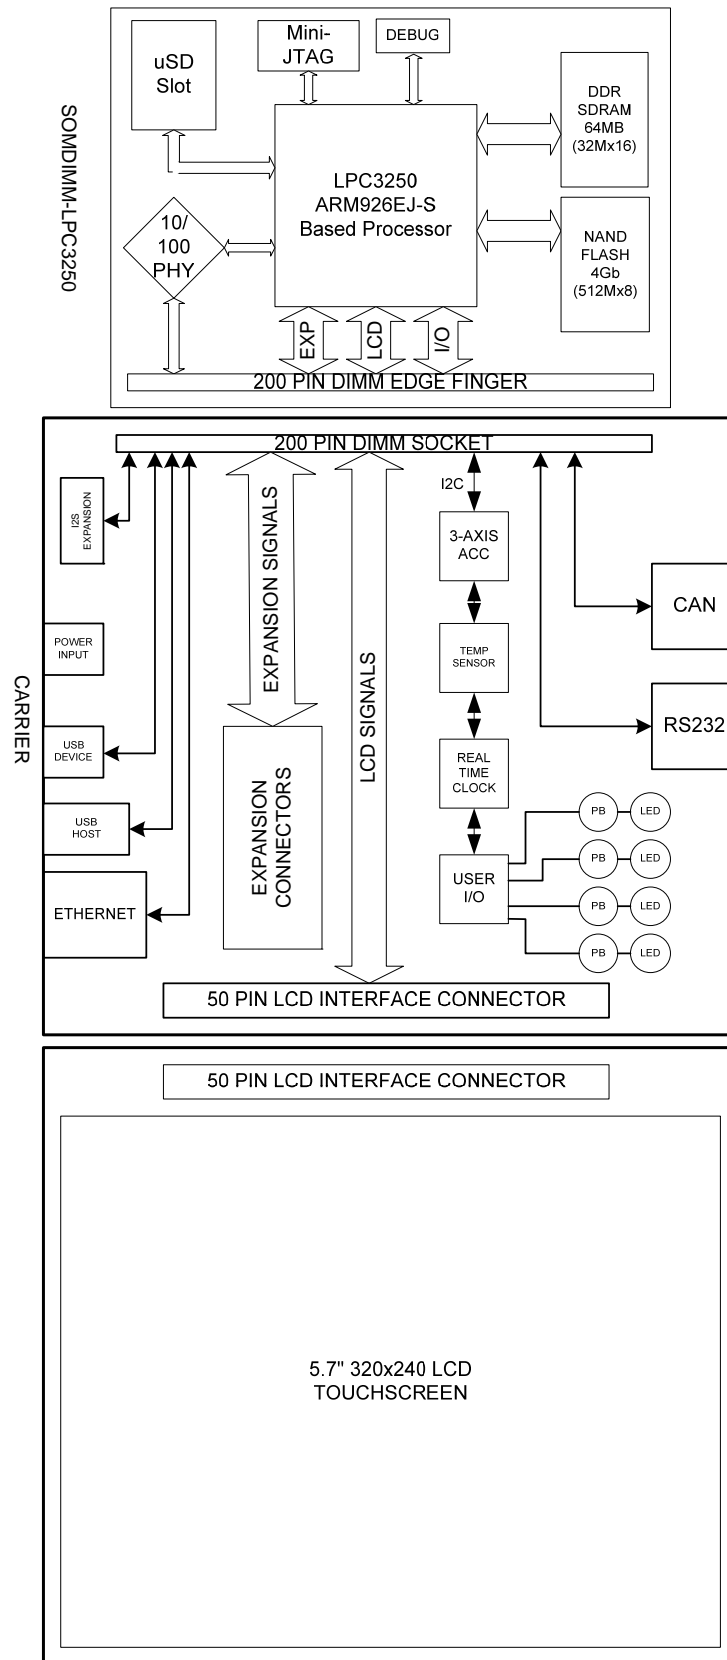 uSD
Slot
Mini-
JTAG
DEBUG
DDR
SDRAM
64MB
(32Mx16)
SOMDIMM-LPC3250
LPC3250
ARM926EJ-S
Based Processor
10/
100
PHY
NAND
FLASH
4Gb
(512Mx8)
EXP
LCD
I/O
200 PIN DIMM EDGE FINGER
200 PIN DIMM SOCKET
I2S
EXPANSION
EXPANSION SIGNALS
LCD SIGNALS
I2C
3-AXIS
ACC
CAN
POWER
INPUT
TEMP
SENSOR
CARRIER
RS232
USB
DEVICE
REAL
TIME
CLOCK
USB
HOST
EXPANSION
CONNECTORS
PB
LED
PB
LED
USER
I/O
PB
LED
ETHERNET
PB
LED
50 PIN LCD INTERFACE CONNECTOR
50 PIN LCD INTERFACE CONNECTOR
5.7" 320x240 LCD
TOUCHSCREEN